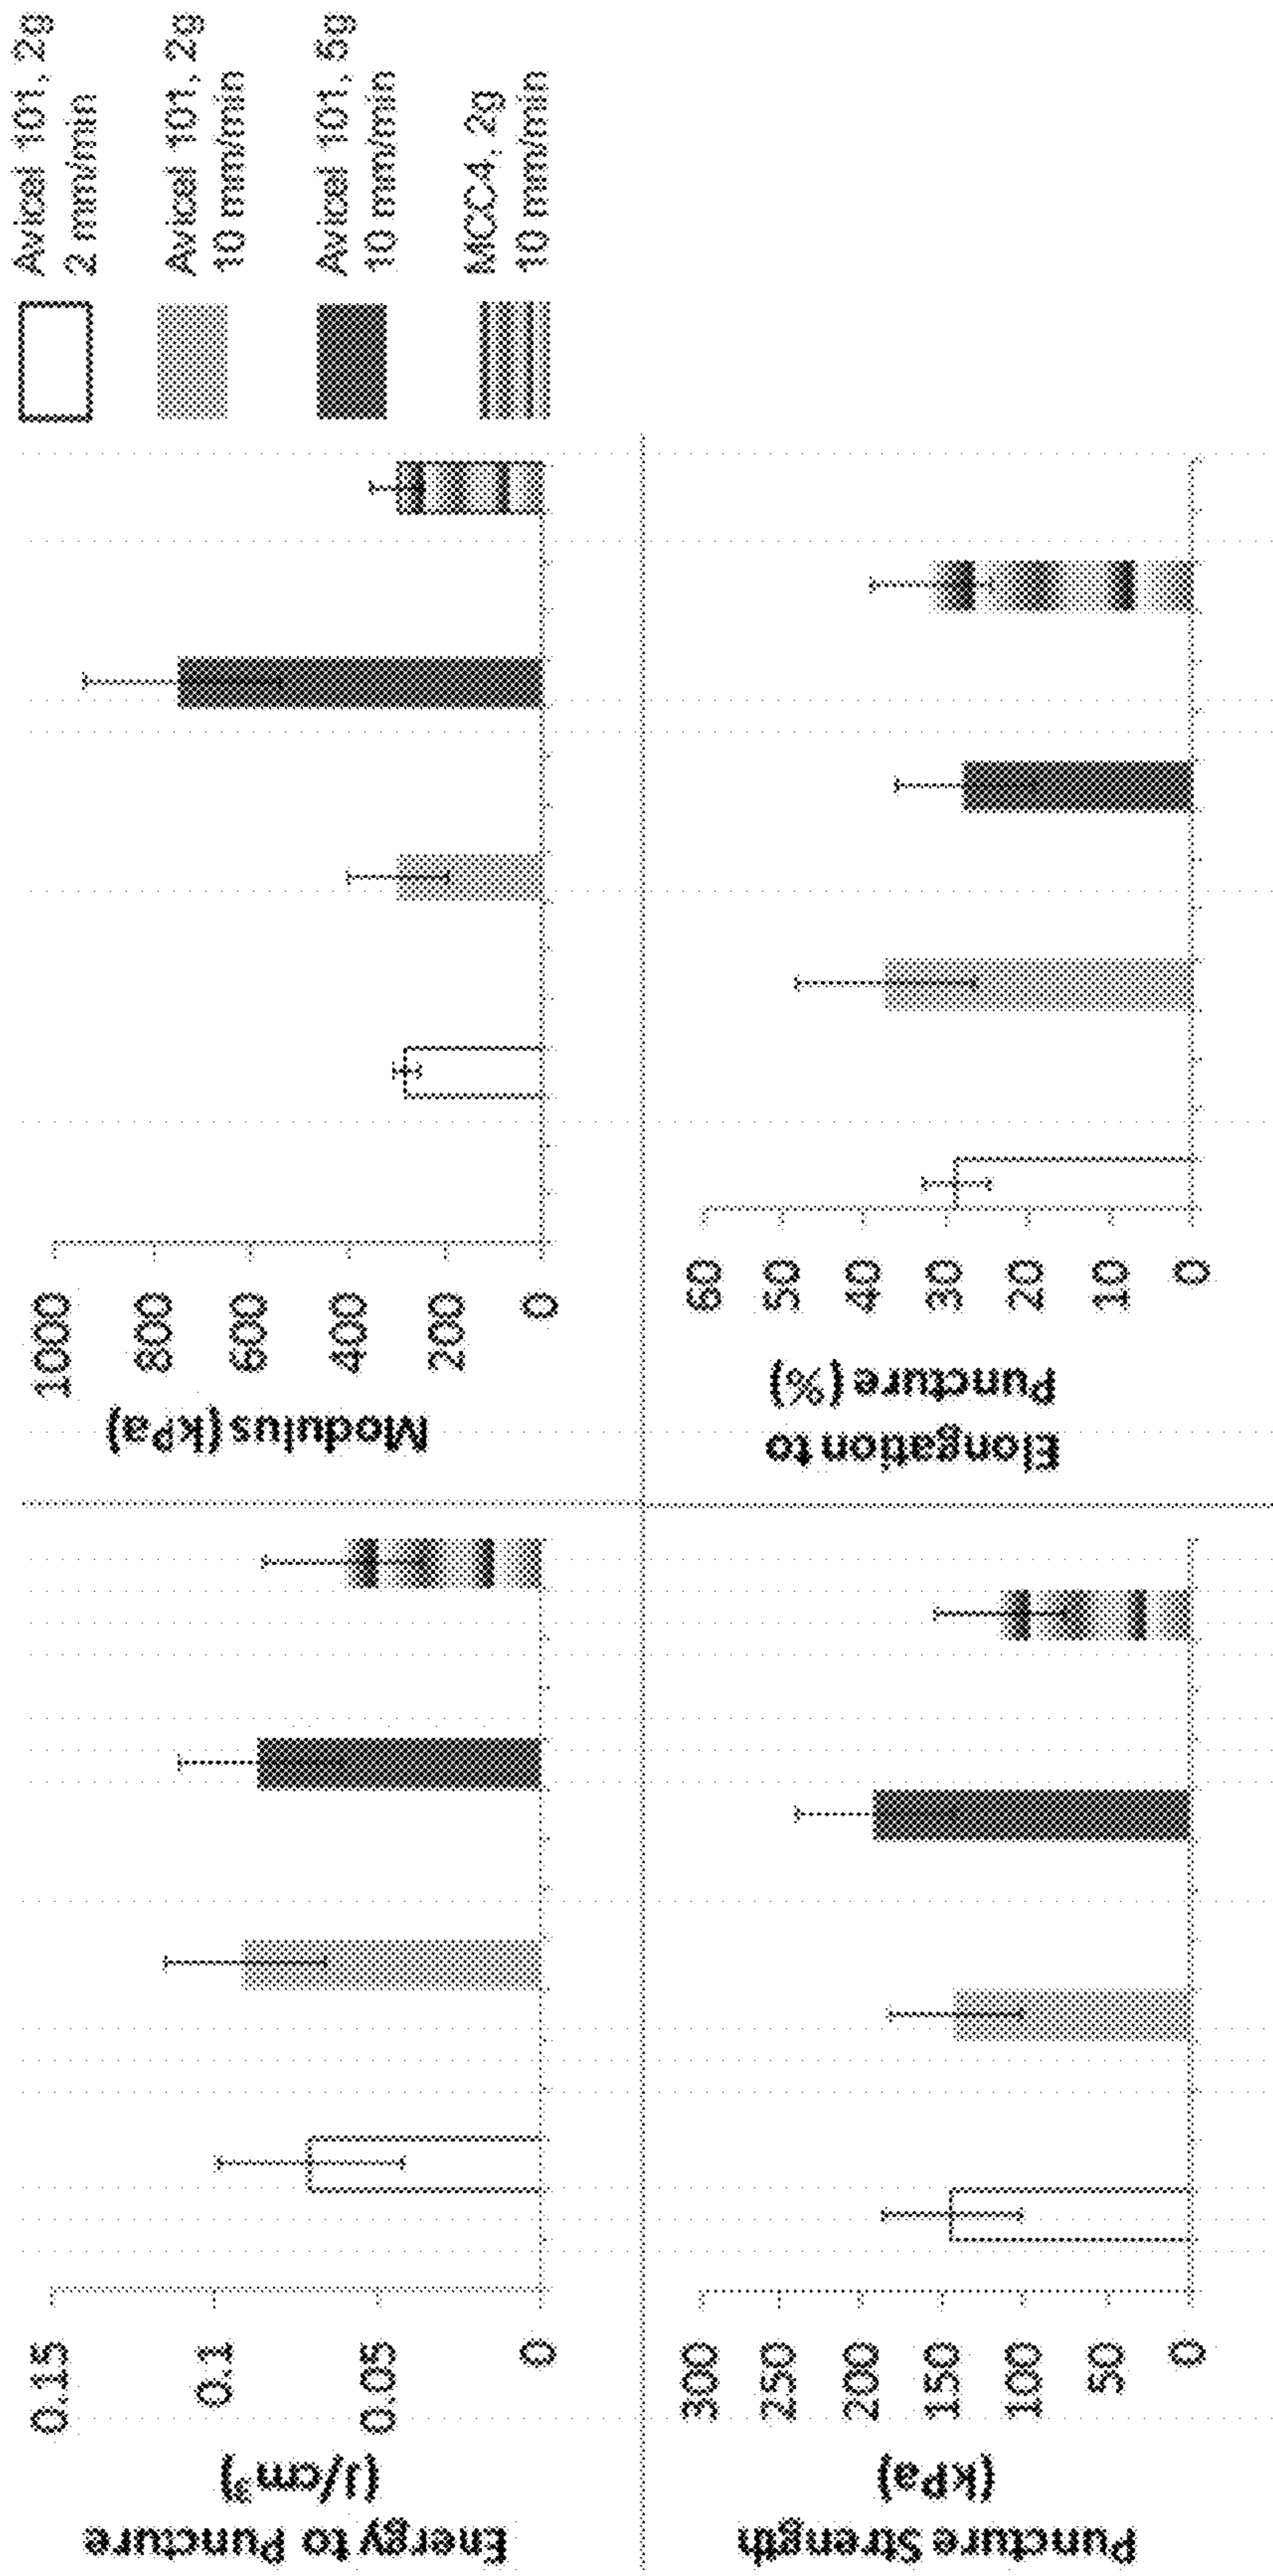 Energy to Puncture
(J/cm³)
0.15
0.1
0.05
0
Modulus (kPa)
1000
800
600
400
200
0
Avicel 101, 2g
2 mm/min
Avicel 101, 2g
10 mm/min
Avicel 101, 5g
10 mm/min
MCC4, 2g
10 mm/min
Puncture Strength
(kPa)
300
250
200
150
100
50
0
Elongation to
Puncture (%)
60
50
40
30
20
10
0